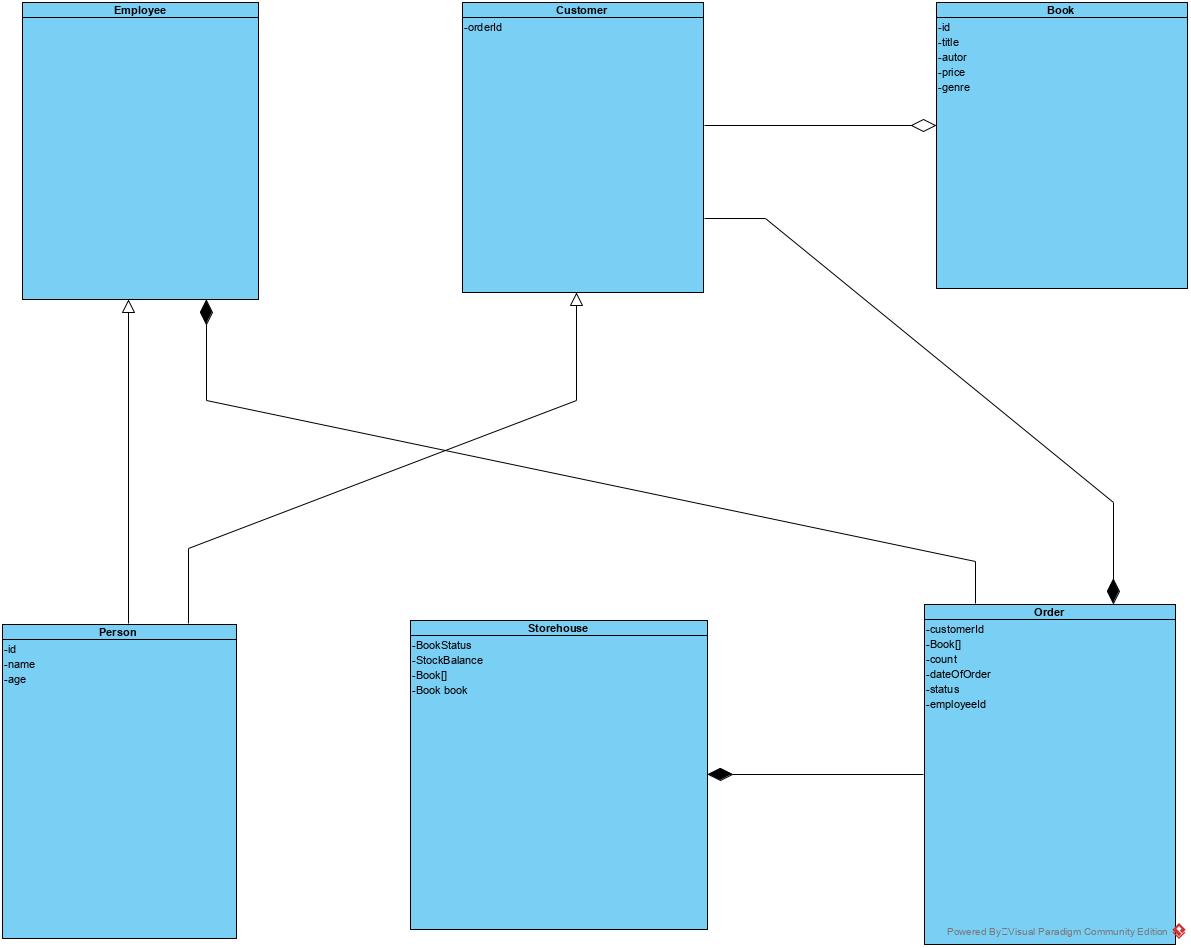 Employee
Customer
-orderId
Book
-id
-title
-autor
-price
-genre
Person
-id
-name
-age
Storehouse
-BookStatus
-StockBalance
-Book[]
-Book book
Order
-customerId
-Book[]
-count
-dateOfOrder
-status
-employeeId
Powered By Visual Paradigm Community Edition